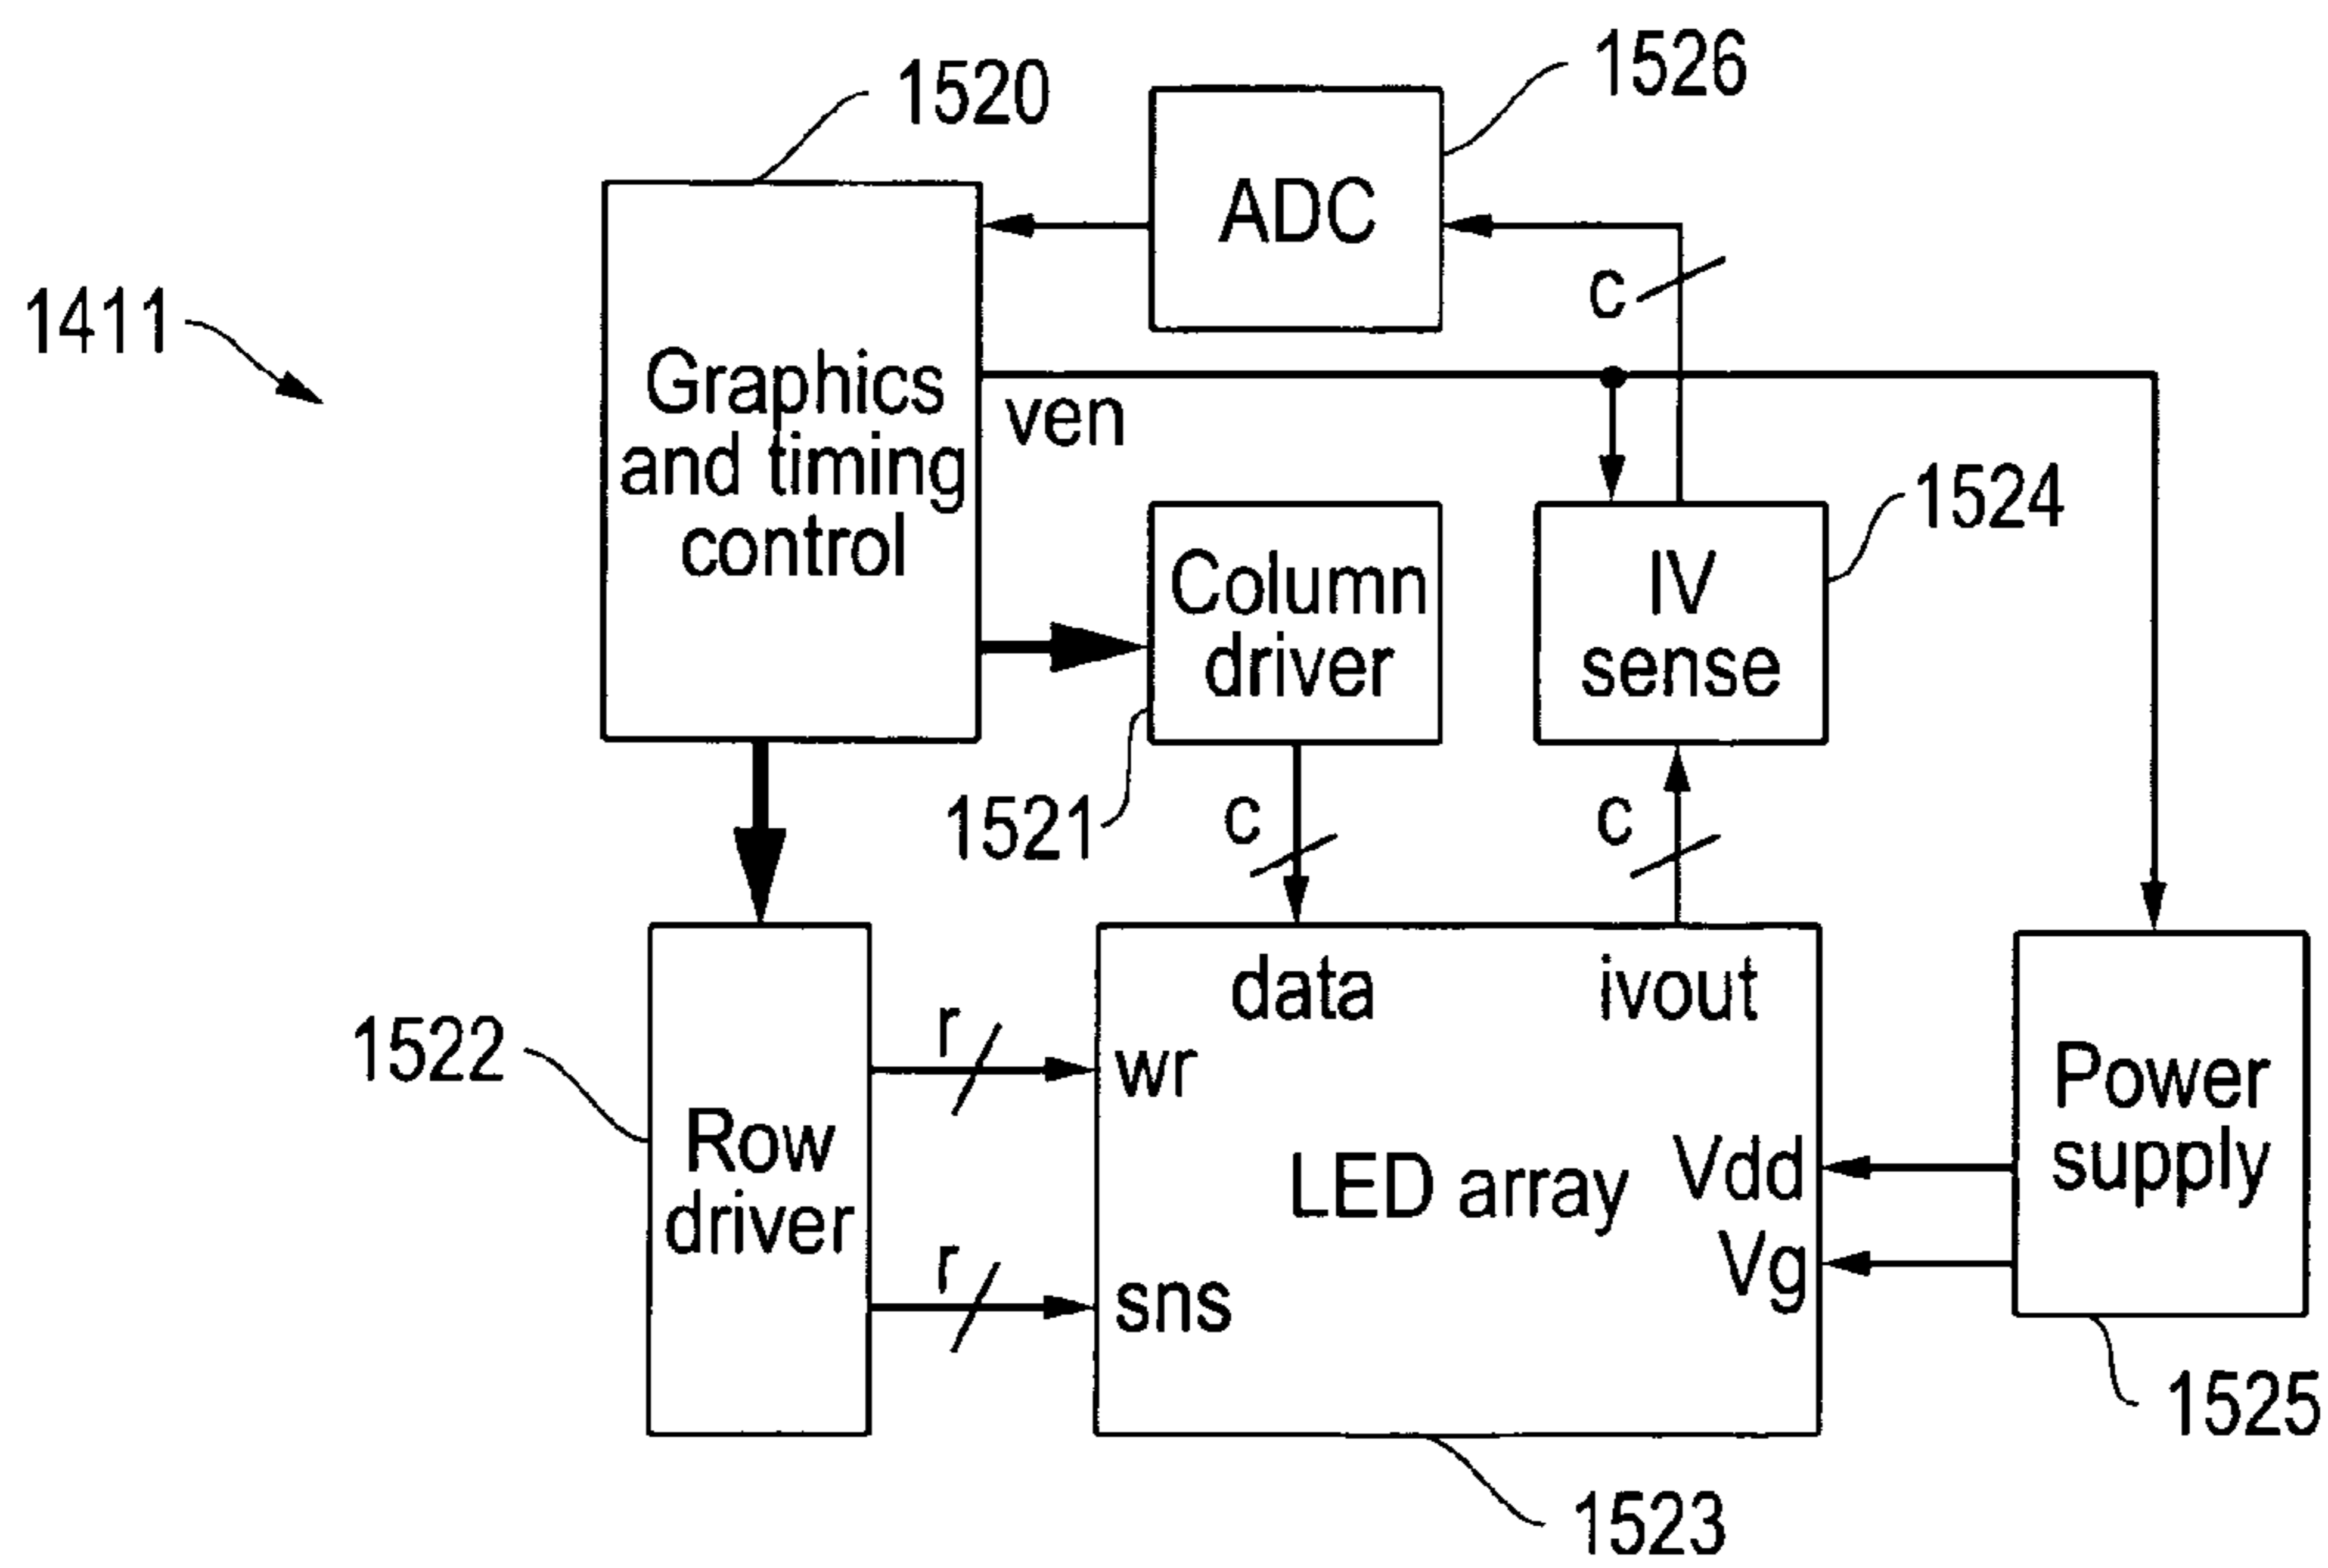 1520
1526
ADC
1411
c
Graphics
and timing
control
ven
1524
Column
driver
IV
sense
1521
c
c
data
ivout
1522
r
wr
Power
supply
Row
driver
LED array
Vdd
Vg
r
sns
1525
1523